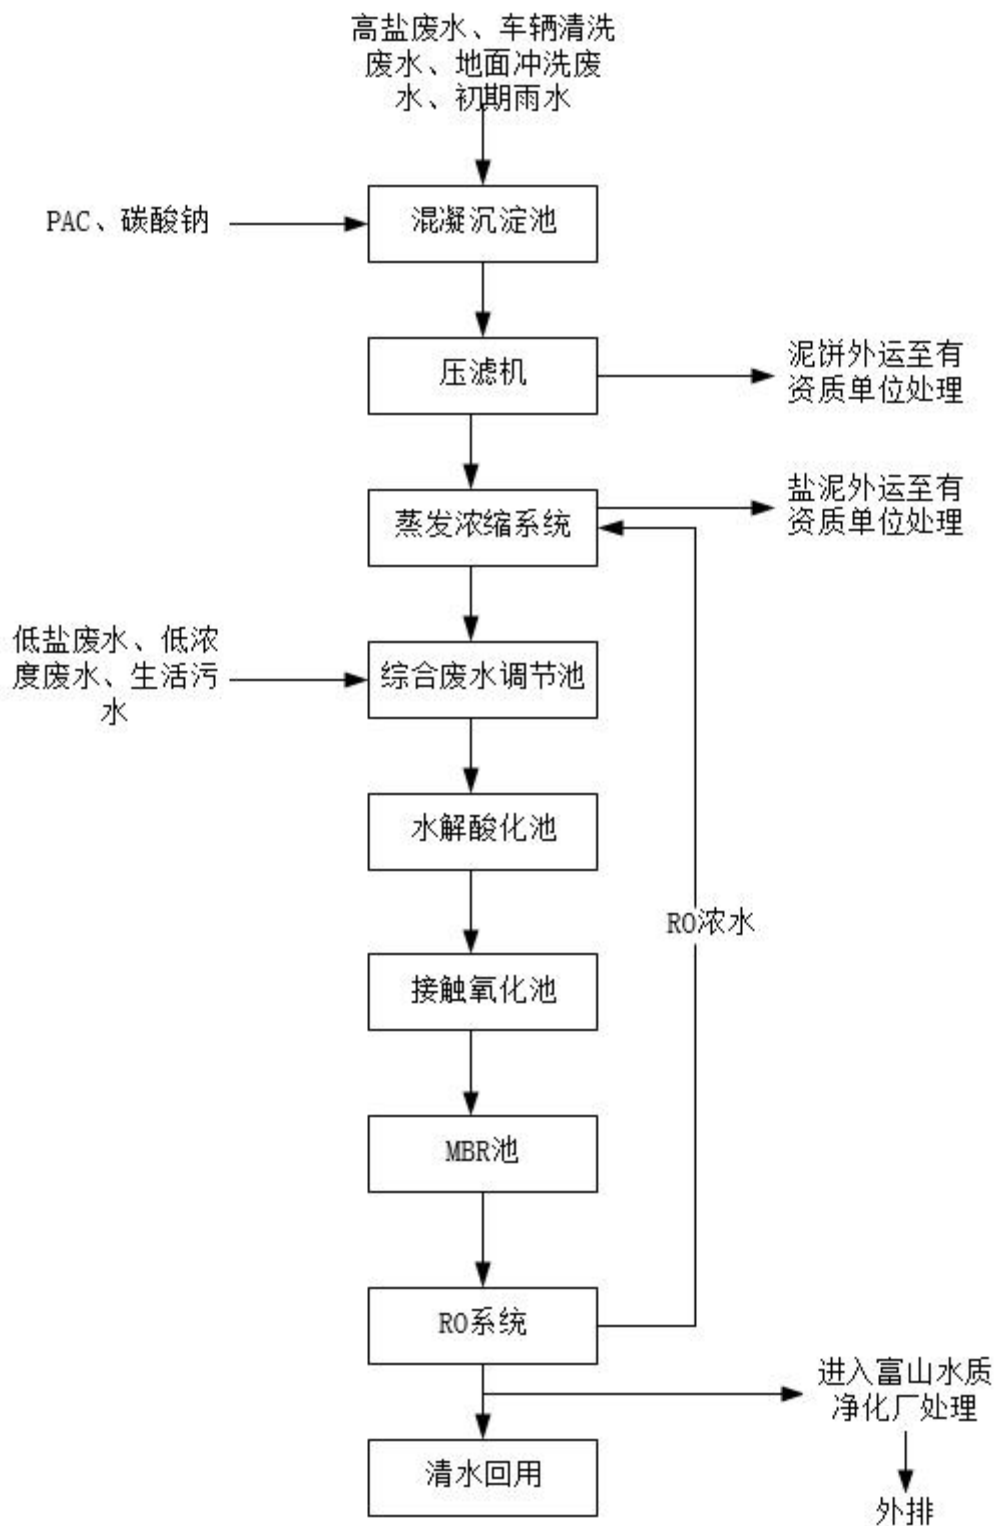 高盐废水、车辆清洗
废水、地面冲洗废
水、初期雨水
PAC、碳酸钠
混凝沉淀池
压滤机
泥饼外运至有
资质单位处理
蒸发浓缩系统
盐泥外运至有
资质单位处理
低盐废水、低浓
度废水、生活污
水
综合废水调节池
水解酸化池
RO浓水
接触氧化池
MBR池
RO系统
进入富山水质
净化厂处理
清水回用
外排